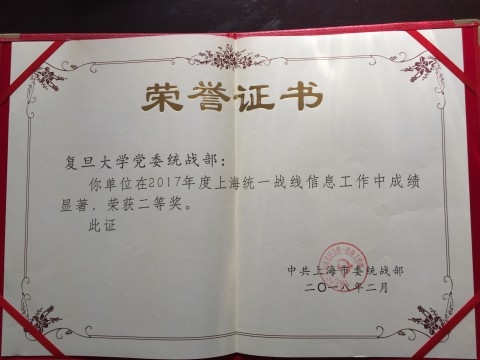 荣誉证书
复旦大学党委统战部：
你单位在2017年度上海统一战线信息工作中成绩
显著，荣获二等奖。
此证
中共上海市委统战部
二〇一八年二月